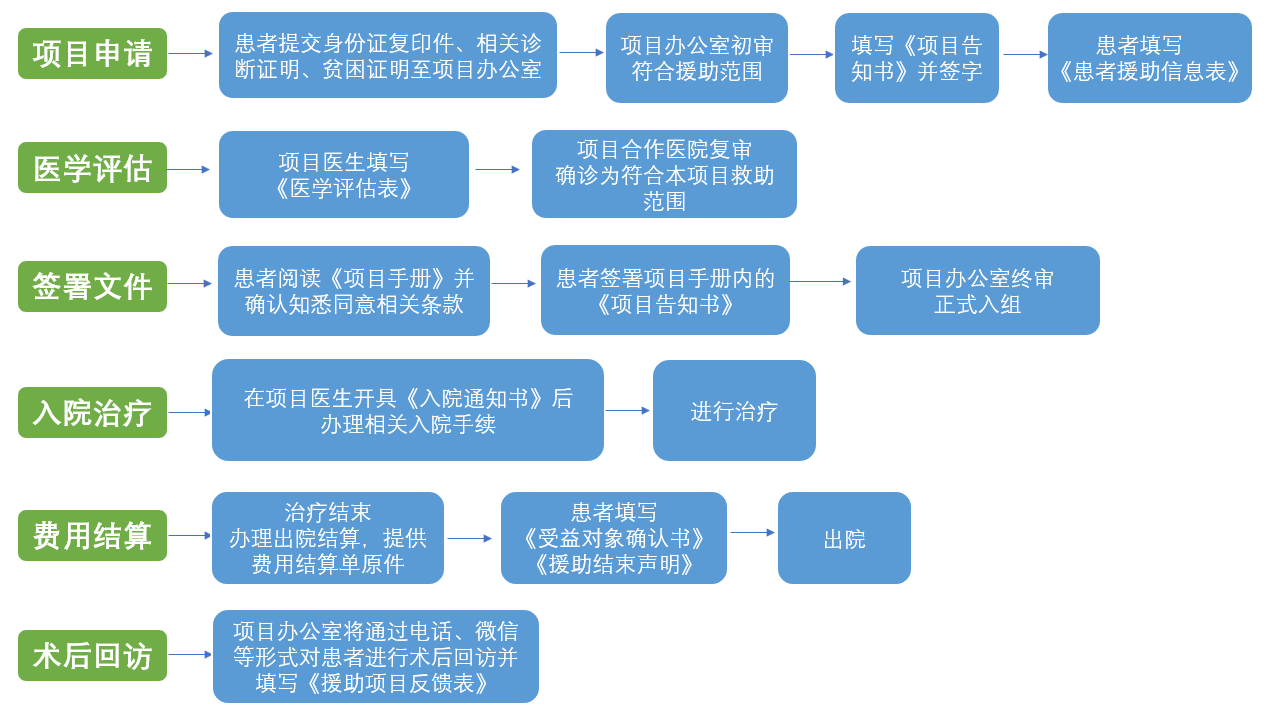 项目申请
患者提交身份证复印件、相关诊
断证明、贫困证明至项目办公室
项目办公室初审
符合援助范围
填写《项目告
知书》并签字
患者填写
《患者援助信息表》
医学评估
项目医生填写
《医学评估表》
项目合作医院复审
确诊为符合本项目救助
范围
签署文件
患者阅读《项目手册》并
确认知悉同意相关条款
患者签署项目手册内的
《项目告知书》
项目办公室终审
正式入组
入院治疗
在项目医生开具《入院通知书》后
办理相关入院手续
进行治疗
费用结算
治疗结束
办理出院结算，提供
费用结算单原件
患者填写
《受益对象确认书》
《援助结束声明》
出院
术后回访
项目办公室将通过电话、微信
等形式对患者进行术后回访并
填写《援助项目反馈表》